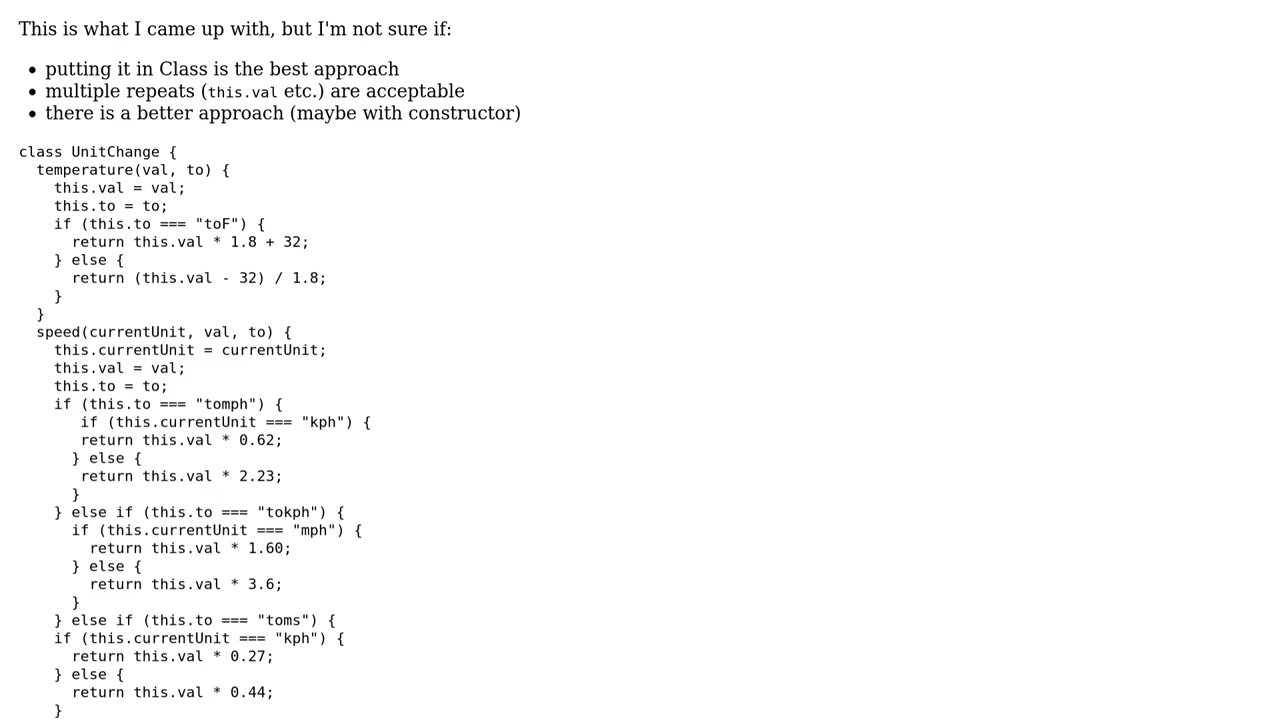 This is what I came up with, but I'm not sure if:
• putting it in Class is the best approach
• multiple repeats (this.val etc.) are acceptable
• there is a better approach (maybe with constructor)
class UnitChange {
  temperature(val, to) {
    this.val = val;
    this.to = to;
    if (this.to === "toF") {
      return this.val * 1.8 + 32;
    } else {
      return (this.val - 32) / 1.8;
    }
  }
  speed(currentUnit, val, to) {
    this.currentUnit = currentUnit;
    this.val = val;
    this.to = to;
    if (this.to === "tomph") {
       if (this.currentUnit === "kph") {
       return this.val * 0.62;
      } else {
       return this.val * 2.23;
      }
    } else if (this.to === "tokph") {
      if (this.currentUnit === "mph") {
        return this.val * 1.60;
      } else {
        return this.val * 3.6;
      }
    } else if (this.to === "toms") {
    if (this.currentUnit === "kph") {
      return this.val * 0.27;
    } else {
      return this.val * 0.44;
    }